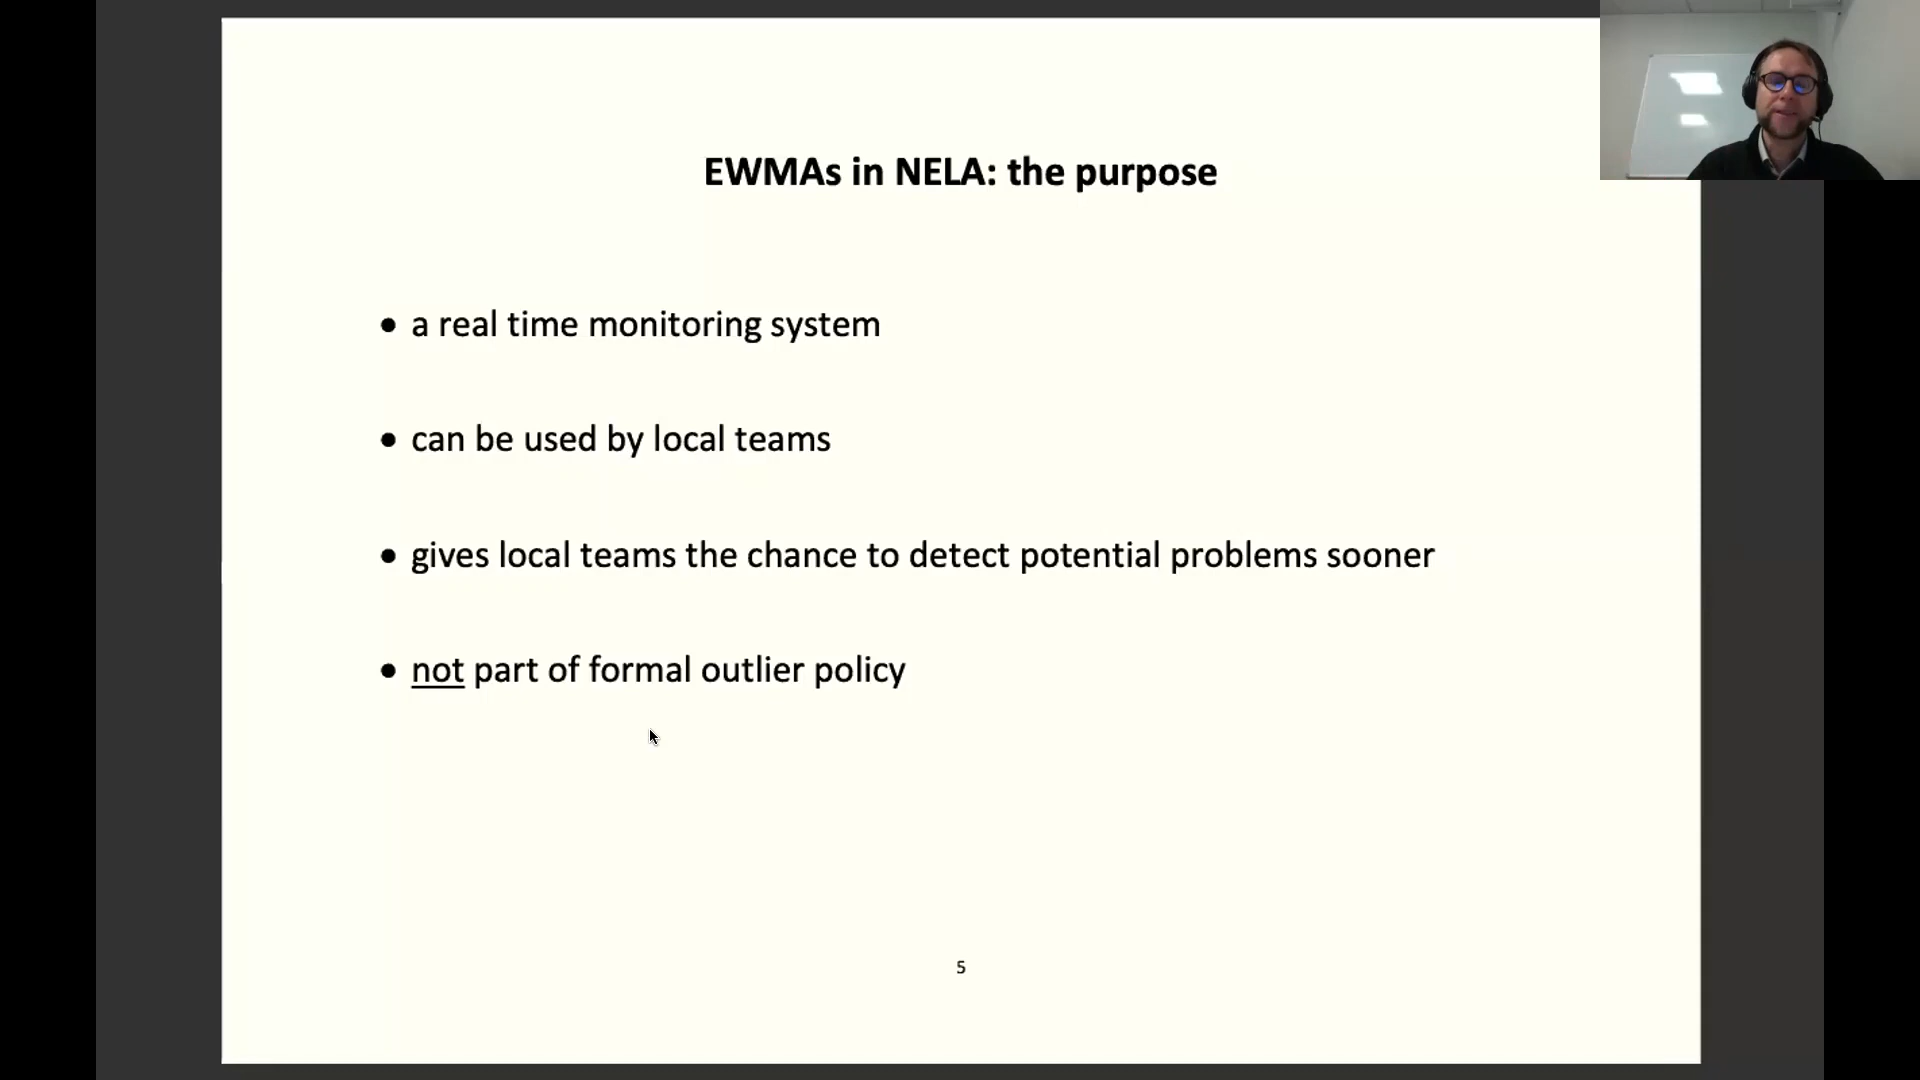 EWMAs in NELA: the purpose
• a real time monitoring system
• can be used by local teams
• gives local teams the chance to detect potential problems sooner
• not part of formal outlier policy
5